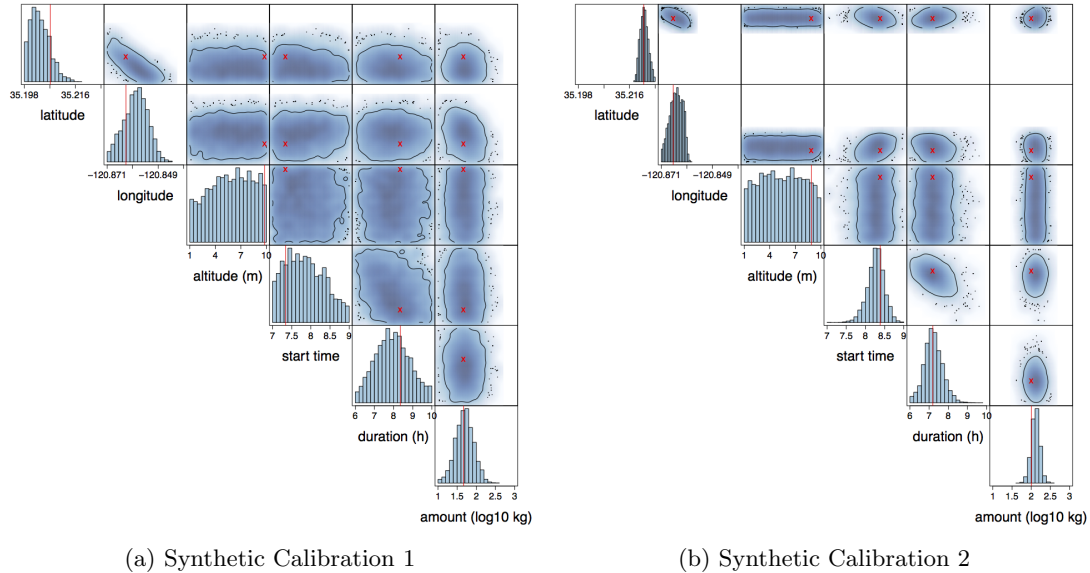 35.198 35.216
latitude
−120.871 −120.849
longitude
1 4 7 10
altitude (m)
7 7.5 8 8.5 9
start time
6 7 8 9 10
duration (h)
1 1.5 2 2.5 3
amount (log10 kg)
(a) Synthetic Calibration 1
35.198 35.216
latitude
−120.871 −120.849
longitude
1 4 7 10
altitude (m)
7 7.5 8 8.5 9
start time
6 7 8 9 10
duration (h)
1 1.5 2 2.5 3
amount (log10 kg)
(b) Synthetic Calibration 2